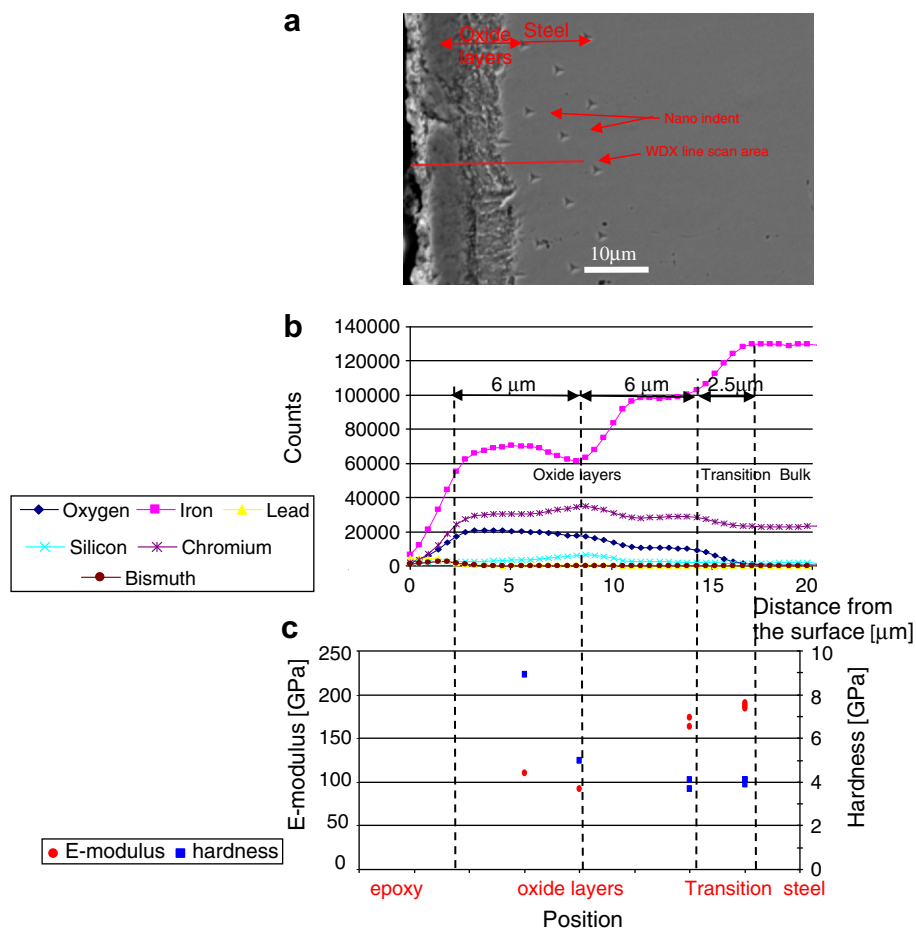 a
Oxide Steel
layers
Nano indent
WDX line scan area
10μm
b
140000
120000
100000
80000
60000
40000
20000
0
Counts
6 μm
6 μm
2.5μm
Oxide layers
Transition Bulk
Oxygen Iron Lead
Silicon Chromium
Bismuth
0 5 10 15 20
Distance from
the surface [μm]
c
250
200
150
100
50
0
E-modulus [GPa]
10
8
6
4
2
0
Hardness [GPa]
E-modulus hardness
epoxy oxide layers Transition steel
Position